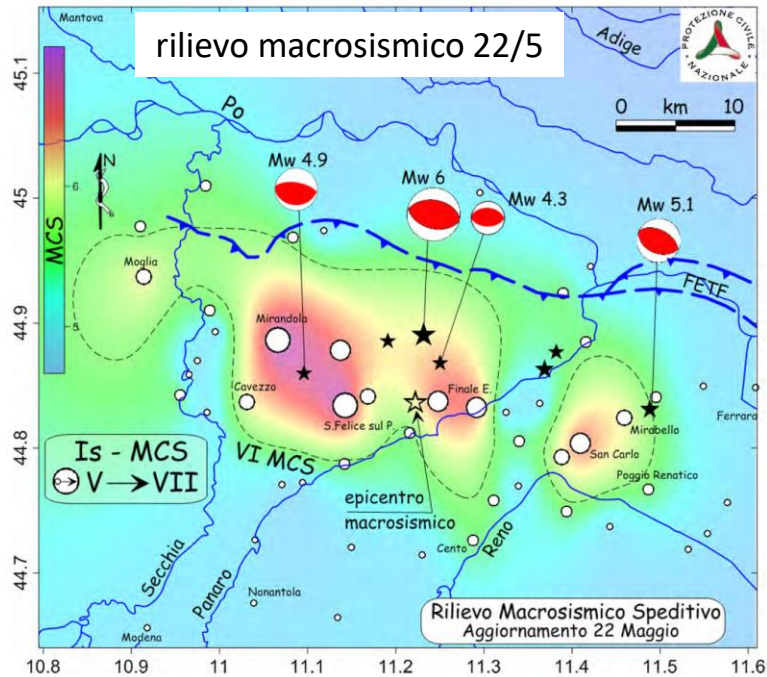 rilievo macrosismico 22/5
Mantova
PROTEZIONE CIVILE
NAZIONALE
Adige
0 km 10
Po
N
Mw 4.9
Mw 6
Mw 4.3
Mw 5.1
45.1
45
44.9
44.8
44.7
MCS
6
5
Moglia
FETF
Mirandola
Cavezzo
Finale E.
S.Felice sul P.
Ferrara
Mirabello
San Carlo
VI MCS
Is - MCS
V VII
Poggio Renatico
epicentro
macrosismico
Cento
Reno
Secchia
Panaro
Nonantola
Modena
Rilievo Macrosismico Speditivo
Aggiornamento 22 Maggio
10.8 10.9 11 11.1 11.2 11.3 11.4 11.5 11.6